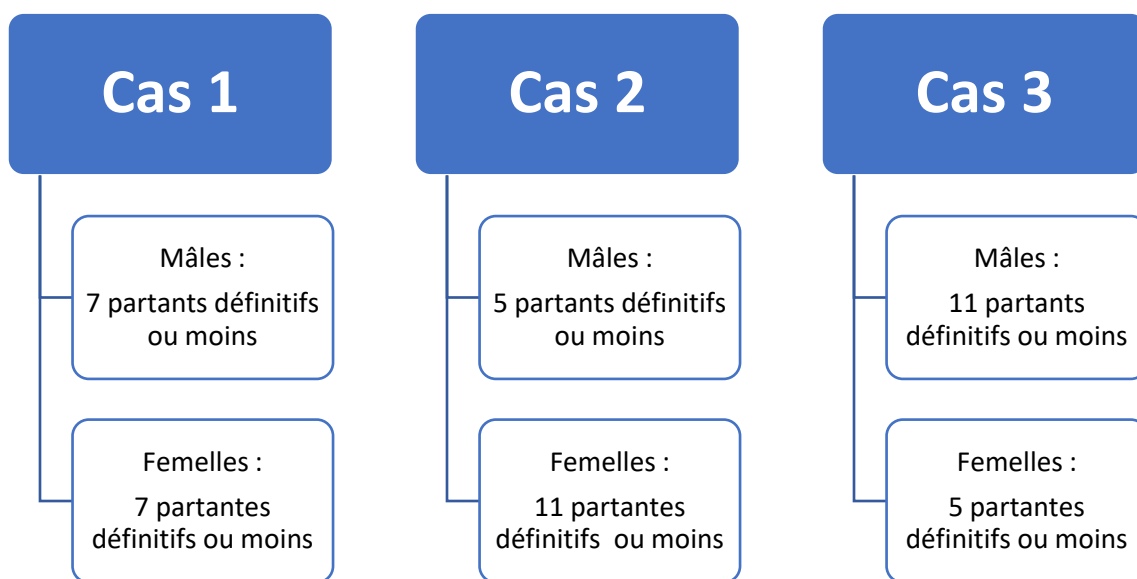 Cas 1
Mâles :
7 partants définitifs
ou moins
Femelles :
7 partantes
définitifs ou moins
Cas 2
Mâles :
5 partants définitifs
ou moins
Femelles :
11 partantes
définitifs ou moins
Cas 3
Mâles :
11 partants
définitifs ou moins
Femelles :
5 partantes
définitifs ou moins